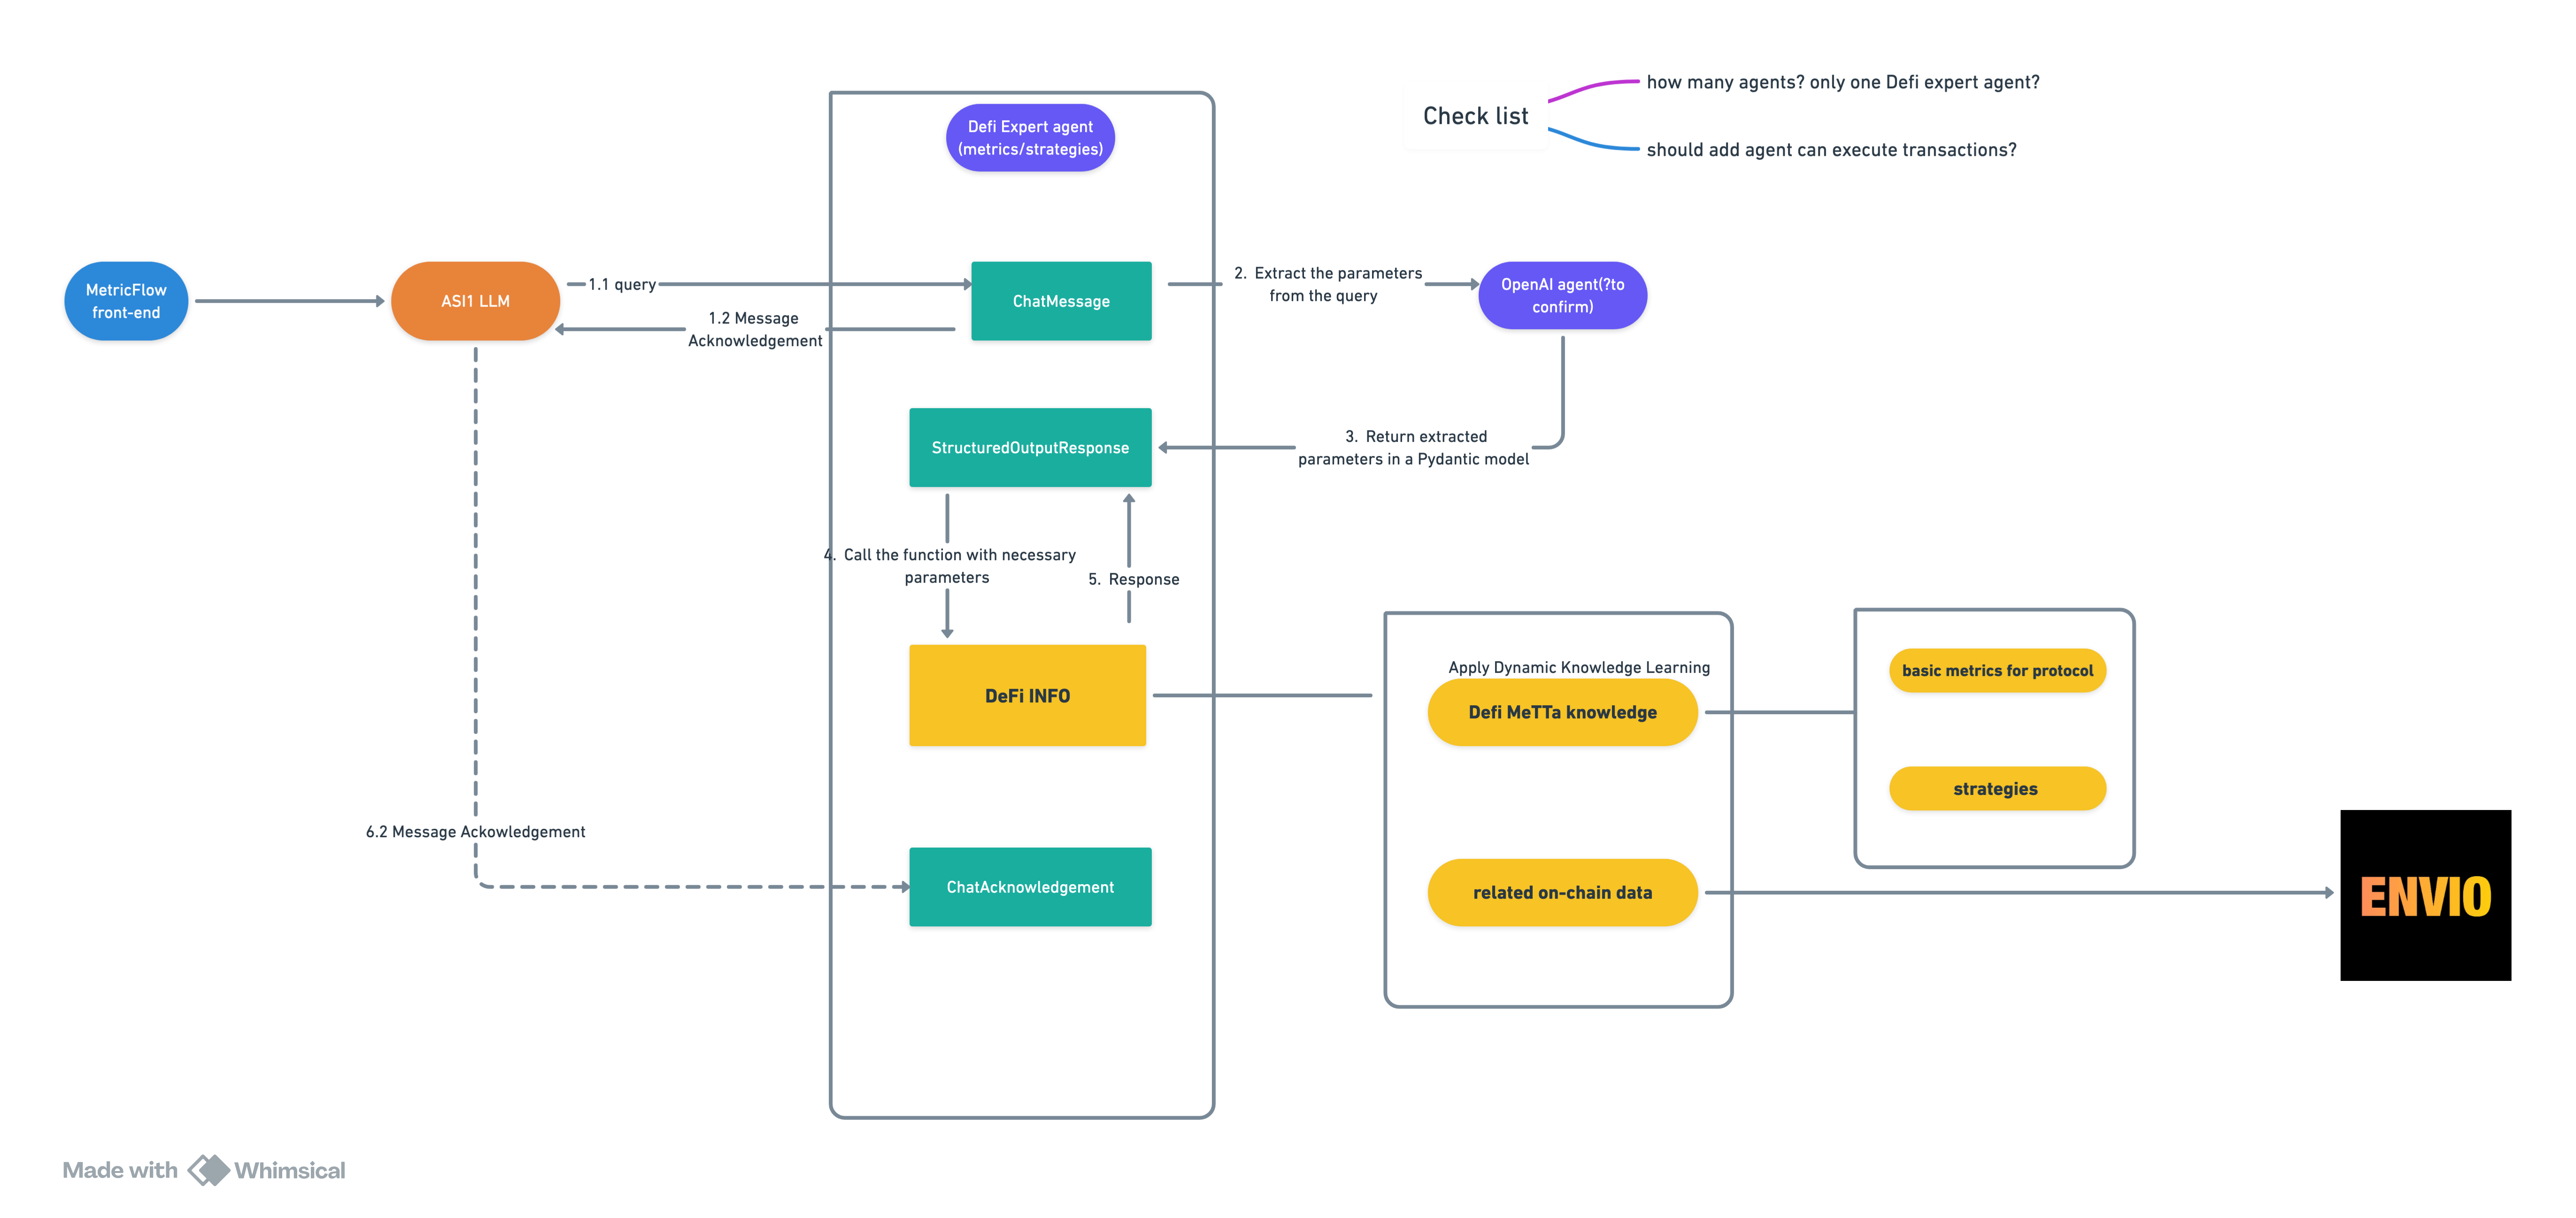 how many agents? only one Defi expert agent?
Check list
should add agent can execute transactions?
Defi Expert agent
(metrics/strategies)
MetricFlow
front-end
ASI1 LLM
1.1 query
1.2 Message
Acknowledgement
ChatMessage
2. Extract the parameters
from the query
OpenAI agent(?to
confirm)
StructuredOutputResponse
3. Return extracted
parameters in a Pydantic model
4. Call the function with necessary
parameters
5. Response
DeFi INFO
Apply Dynamic Knowledge Learning
Defi MeTTa knowledge
basic metrics for protocol
strategies
6.2 Message Ackowledgement
ChatAcknowledgement
related on-chain data
ENVIO
Made with Whimsical